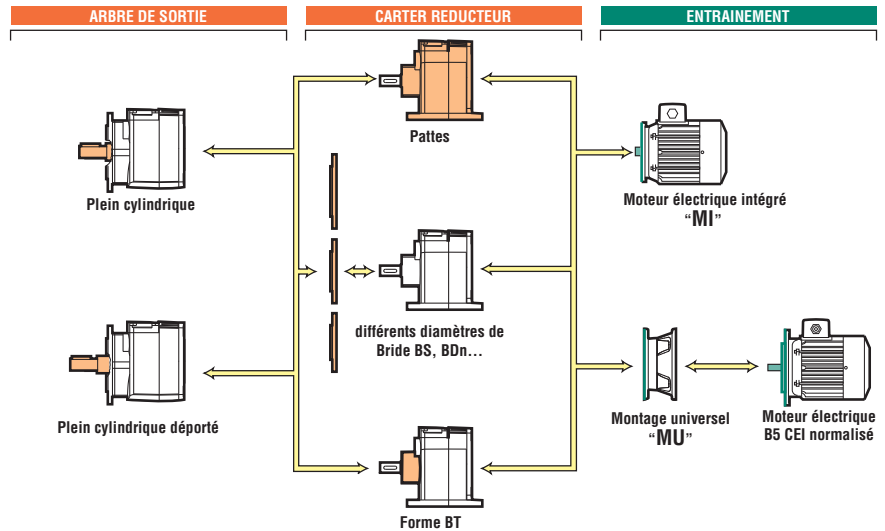 ARBRE DE SORTIE
CARTER REDUCTEUR
ENTRAINEMENT
Pattes
Plein cylindrique
Moteur électrique intégré
“MI”
différents diamètres de
Bride BS, BDn...
Plein cylindrique déporté
Montage universel
“MU”
Moteur électrique
B5 CEI normalisé
Forme BT